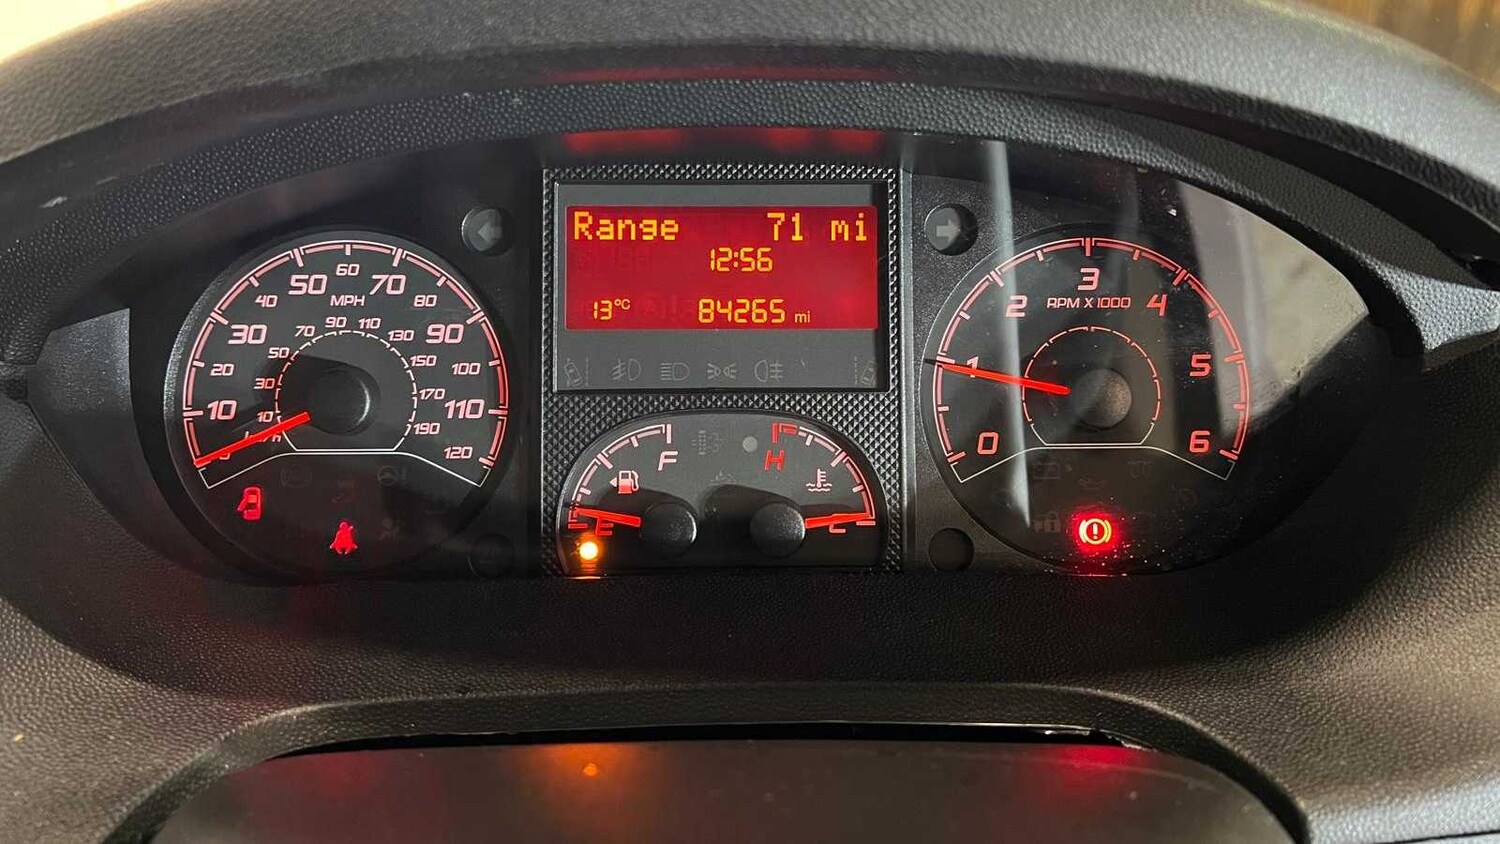 Range 71 mi
12:56
13°C 84265 mi
10 20 30 40 50 60 70 80 90 100 110 120
MPH
10 30 50 70 90 110 130 150 170 190
0 1 2 3 4 5 6
RPM X 1000
E F
C H